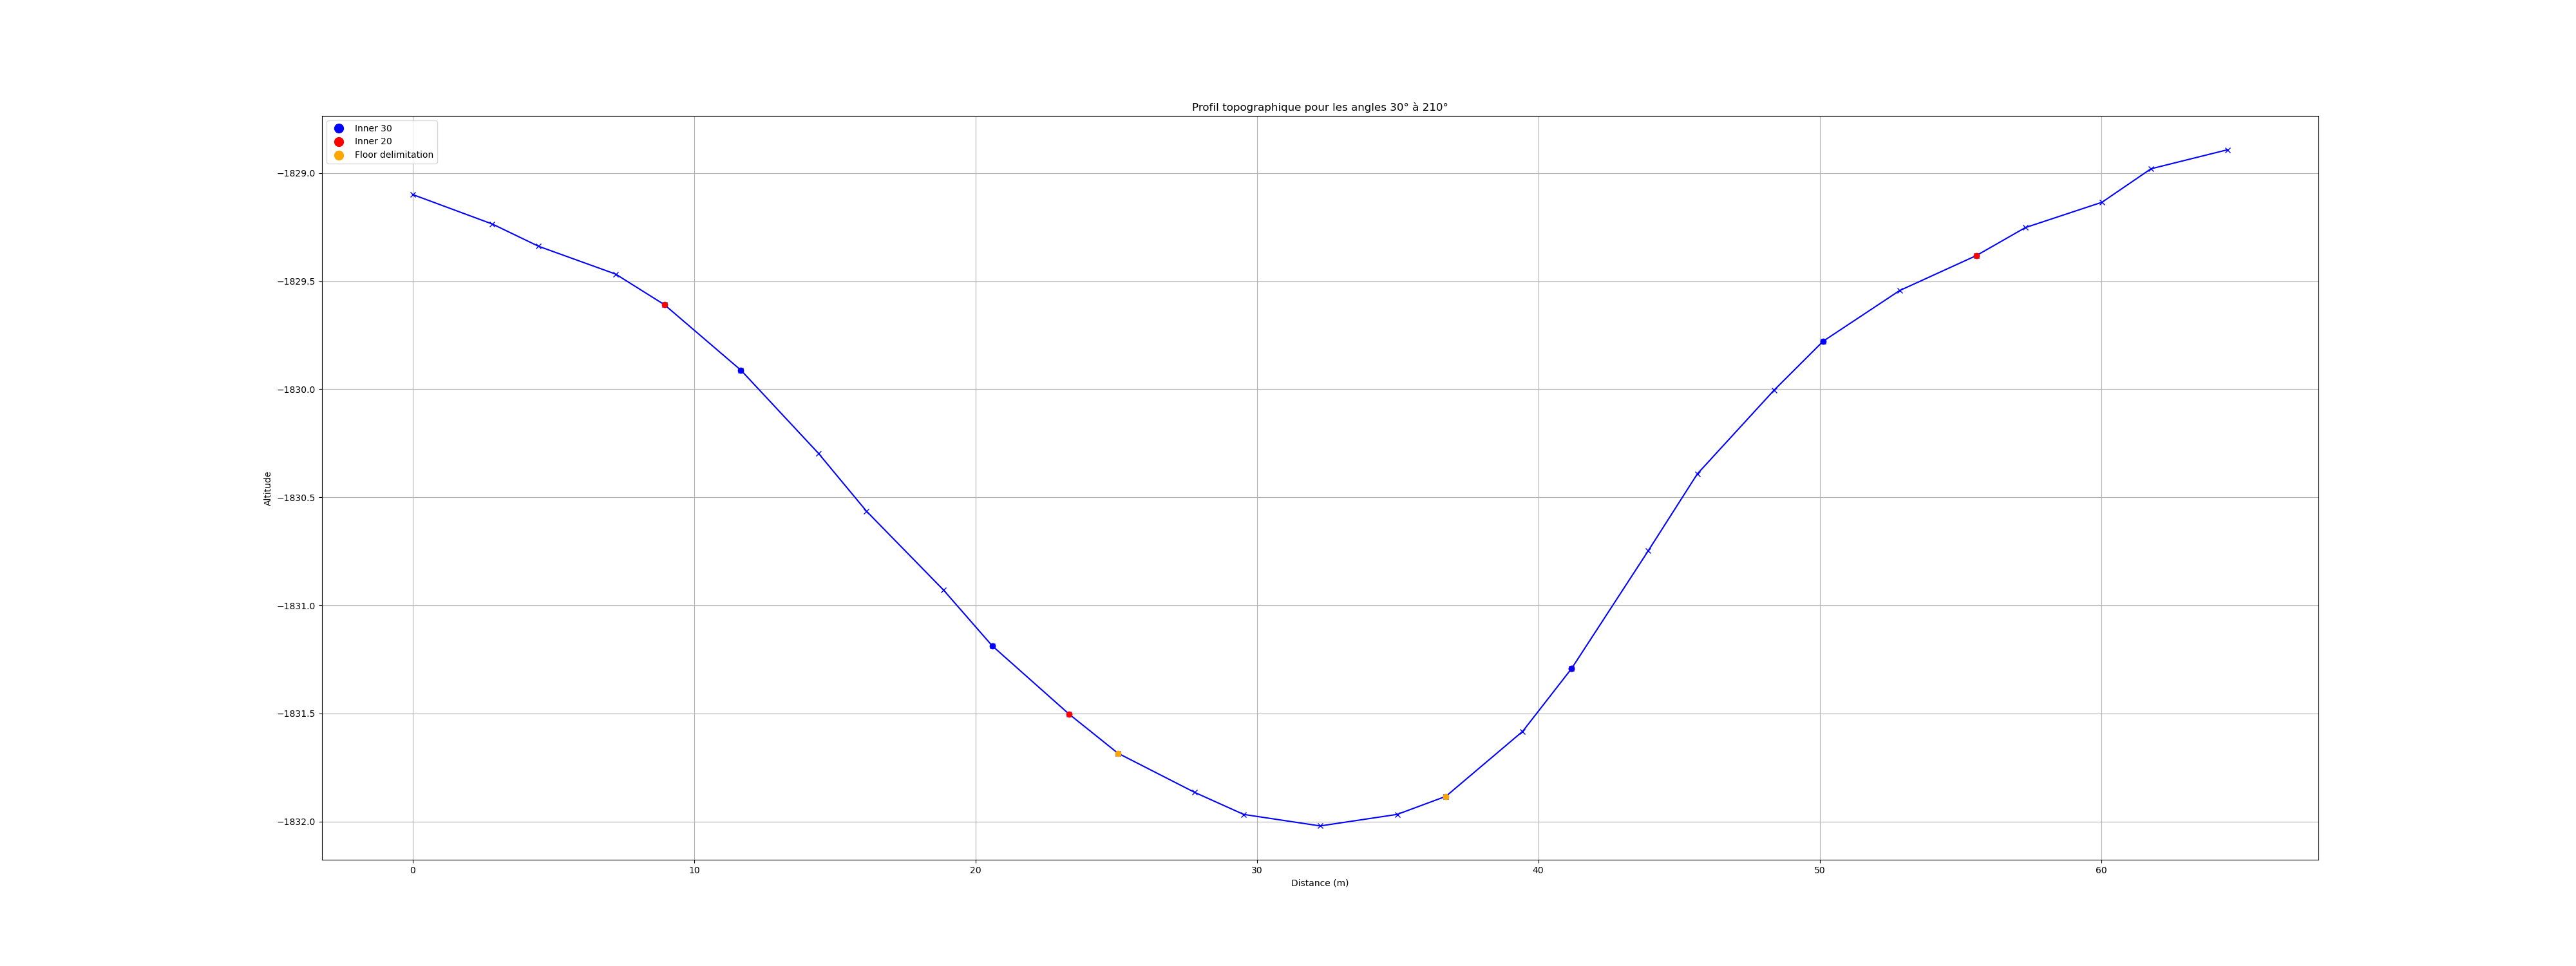 Profil topographique pour les angles 30° à 210°
Inner 30
Inner 20
Floor delimitation
−1829.0
−1829.5
−1830.0
−1830.5
−1831.0
−1831.5
−1832.0
Altitude
0 10 20 30 40 50 60
Distance (m)